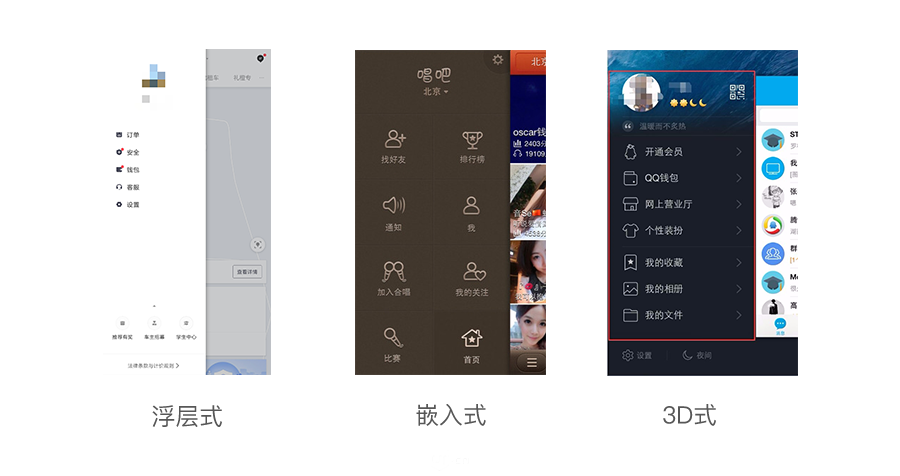 礼橙专
订单
安全
钱包
客服
设置
查看详情
推荐有奖
车主招募
学生中心
法律条款与计价规则
浮层式
唱吧
北京
北京
找好友
排行榜
通知
我
加入合唱
我的关注
比赛
首页
oscar钱
2403
19109
嵌入式
温暖而不炙热
开通会员
QQ钱包
网上营业厅
个性装扮
我的收藏
我的相册
我的文件
设置
夜间
ST
我
张
腾
群
高
3D式